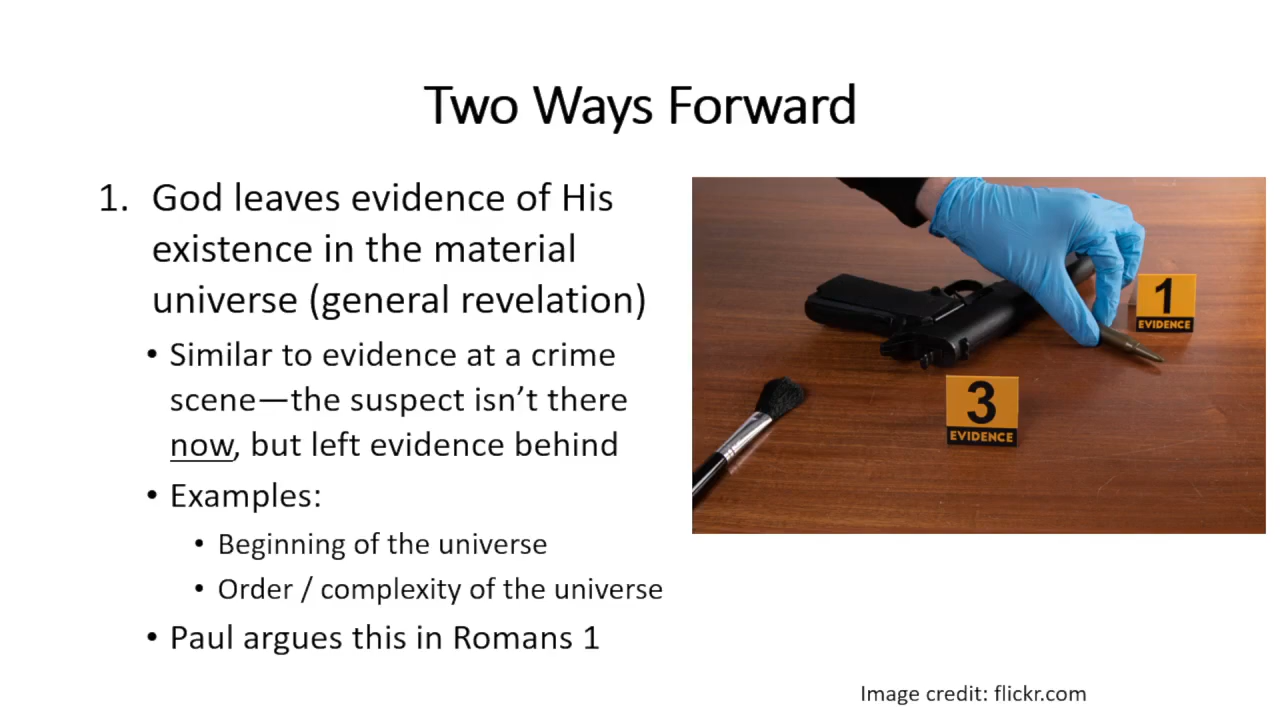 Two Ways Forward
1. God leaves evidence of His
existence in the material
universe (general revelation)
• Similar to evidence at a crime
scene—the suspect isn’t there
now, but left evidence behind
• Examples:
• Beginning of the universe
• Order / complexity of the universe
• Paul argues this in Romans 1
1
EVIDENCE
3
EVIDENCE
Image credit: flickr.com